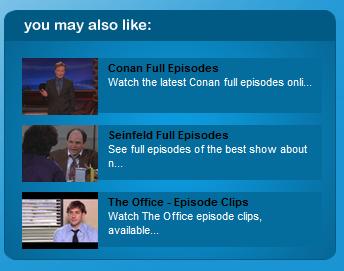 you may also like:
Conan Full Episodes
Watch the latest Conan full episodes onli...
Seinfeld Full Episodes
See full episodes of the best show about
n...
The Office - Episode Clips
Watch The Office episode clips,
available...